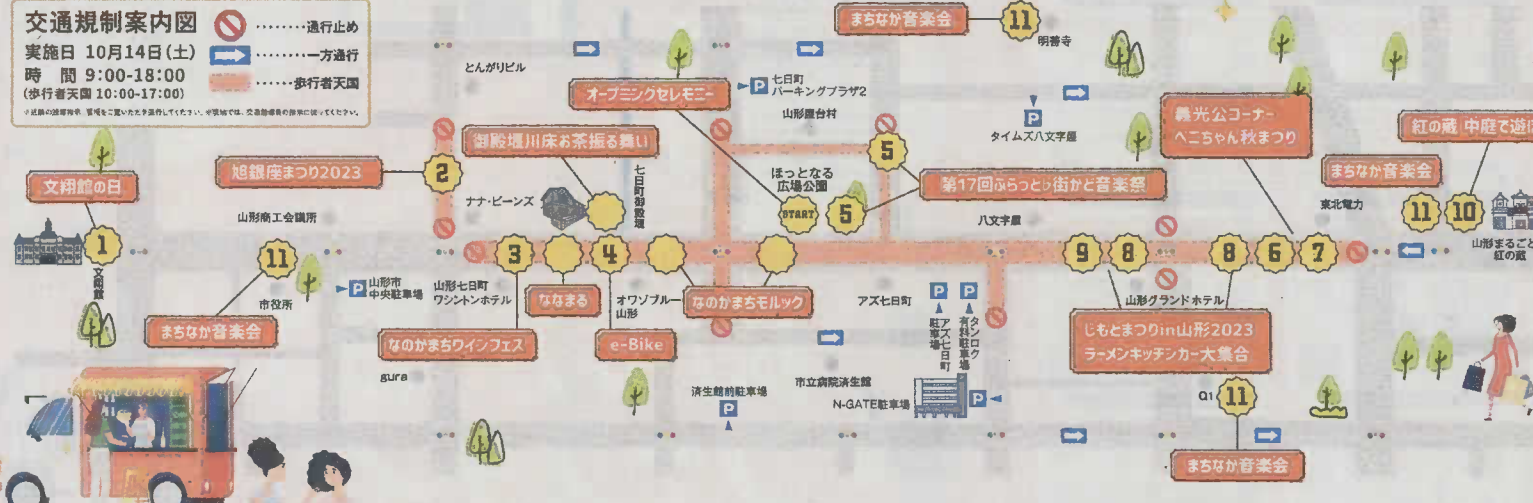 交通規制案内図
実施日 10月14日(土)
時 間 9:00-18:00
(歩行者天国 10:00-17:00)
………通行止め
………一方通行
……歩行者天国
まちなか音楽会
11
明善寺
とんがりビル
オープニングセレモニー
P
七日町
パーキングプラザ2
山形屋台村
P
タイムズ八文字屋
義光公コーナー
べにちゃん秋まつり
紅の蔵 中庭で遊ぼ
まちなか音楽会
11
10
東北電力
山形まるごと
紅の蔵
文翔館の日
1
文翔館
旭銀座まつり2023
2
山形商工会議所
11
市役所
まちなか音楽会
P
山形市
中央駐車場
御殿堰川床お茶振る舞い
ナナ・ビーンズ
七日町御殿堰
ほっとなる
広場公園
START
5
5
第17回ぷらっと♭街かど音楽祭
八文字屋
3
4
9
8
8
6
7
山形七日町
ワシントンホテル
ななまる
オワゾブルー
山形
なのかまちモルック
なのかまちワインフェス
e-Bike
gura
アズ七日町
P
アズ七日町
駐車場
P
タンロク
有料駐車場
山形グランドホテル
じもとまつりin山形2023
ラーメンキッチンカー大集合
済生館前駐車場
P
市立病院済生館
N-GATE駐車場
P
Q1
11
まちなか音楽会